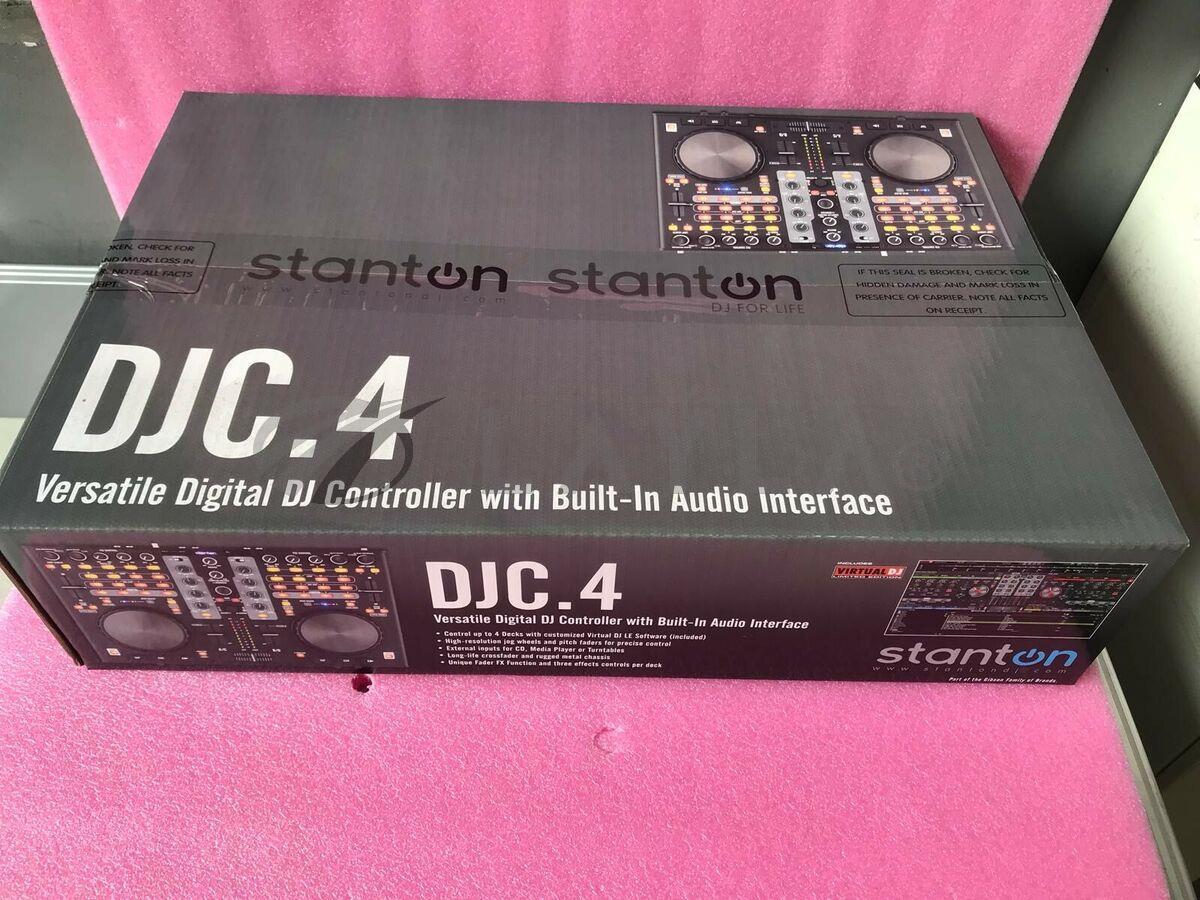 OKEN, CHECK FOR
ND MARK LOSS IN
NOTE ALL FACTS
EIPT.
stanton
www.stantondj.com
stanton
DJ FOR LIFE
IF THIS SEAL IS BROKEN, CHECK FOR
HIDDEN DAMAGE AND MARK LOSS IN
PRESENCE OF CARRIER. NOTE ALL FACTS
ON RECEIPT.
DJC.4
Versatile Digital DJ Controller with Built-In Audio Interface
DJC.4
Versatile Digital DJ Controller with Built-In Audio Interface
• Control up to 4 Decks with customized Virtual DJ LE Software (included)
• High-resolution jog wheels and pitch faders for precise control
• External inputs for CD, Media Player or Turntables
• Long-life crossfader and rugged metal chassis
• Unique Fader FX Function and three effects controls per deck
INCLUDES
VIRTUAL DJ
LIMITED EDITION
stanton
www.stantondj.com
Part of the Gibson Family of Brands.